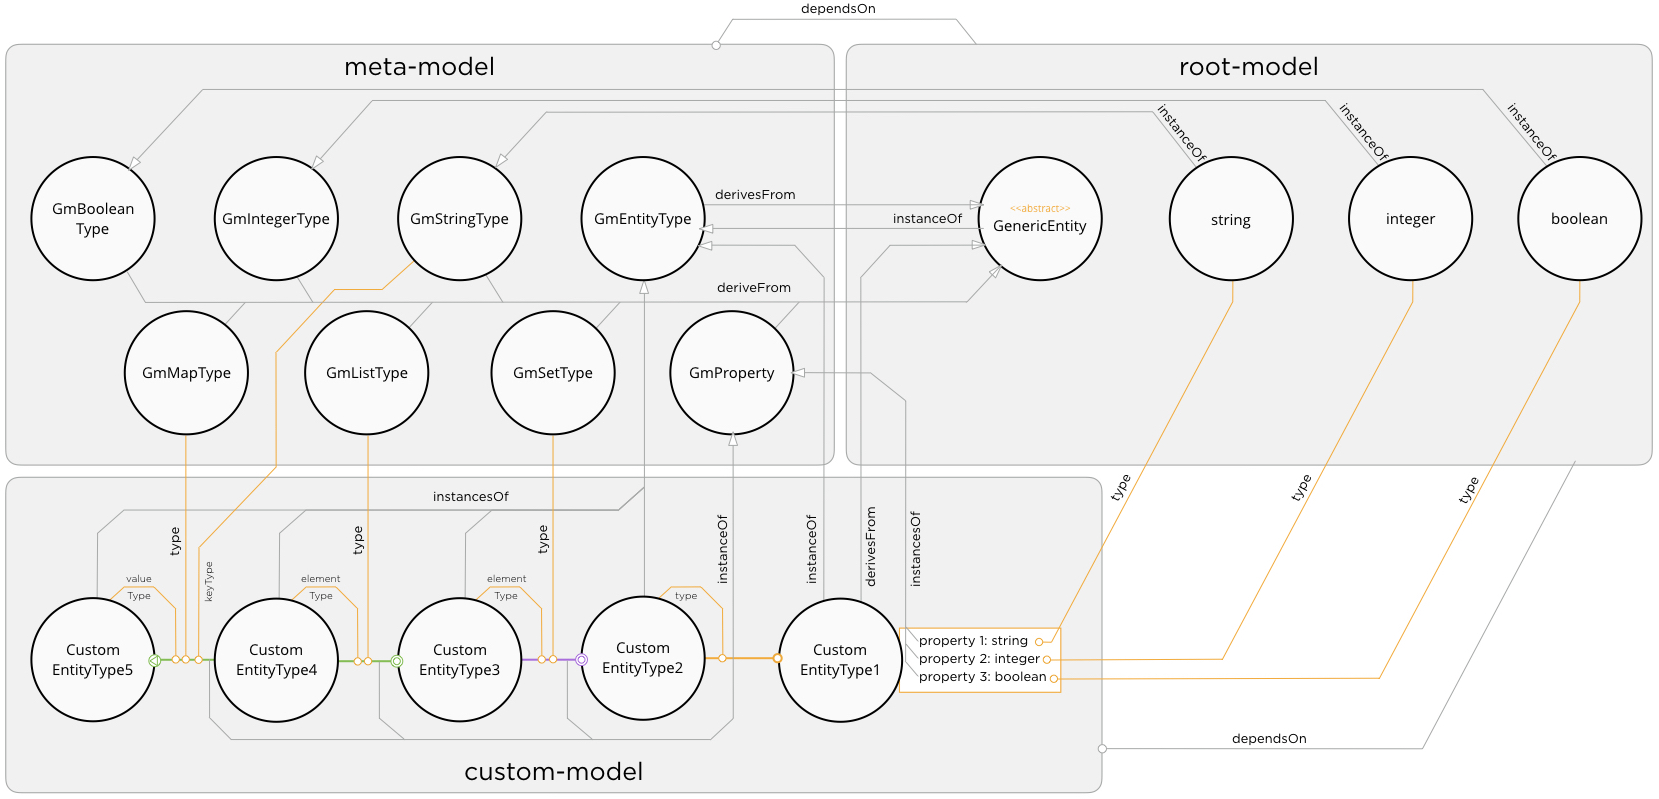 dependsOn
meta-model
root-model
instanceOf
instanceOf
instanceOf
GmBoolean
Type
GmIntegerType
GmStringType
GmEntityType
derivesFrom
instanceOf
<<abstract>>
GenericEntity
string
integer
boolean
deriveFrom
GmMapType
GmListType
GmSetType
GmProperty
type
type
type
instancesOf
type
type
type
instanceOf
instanceOf
derivesFrom
instancesOf
value
Type
keyType
element
Type
element
Type
type
Custom
EntityType5
Custom
EntityType4
Custom
EntityType3
Custom
EntityType2
Custom
EntityType1
property 1: string
property 2: integer
property 3: boolean
dependsOn
custom-model